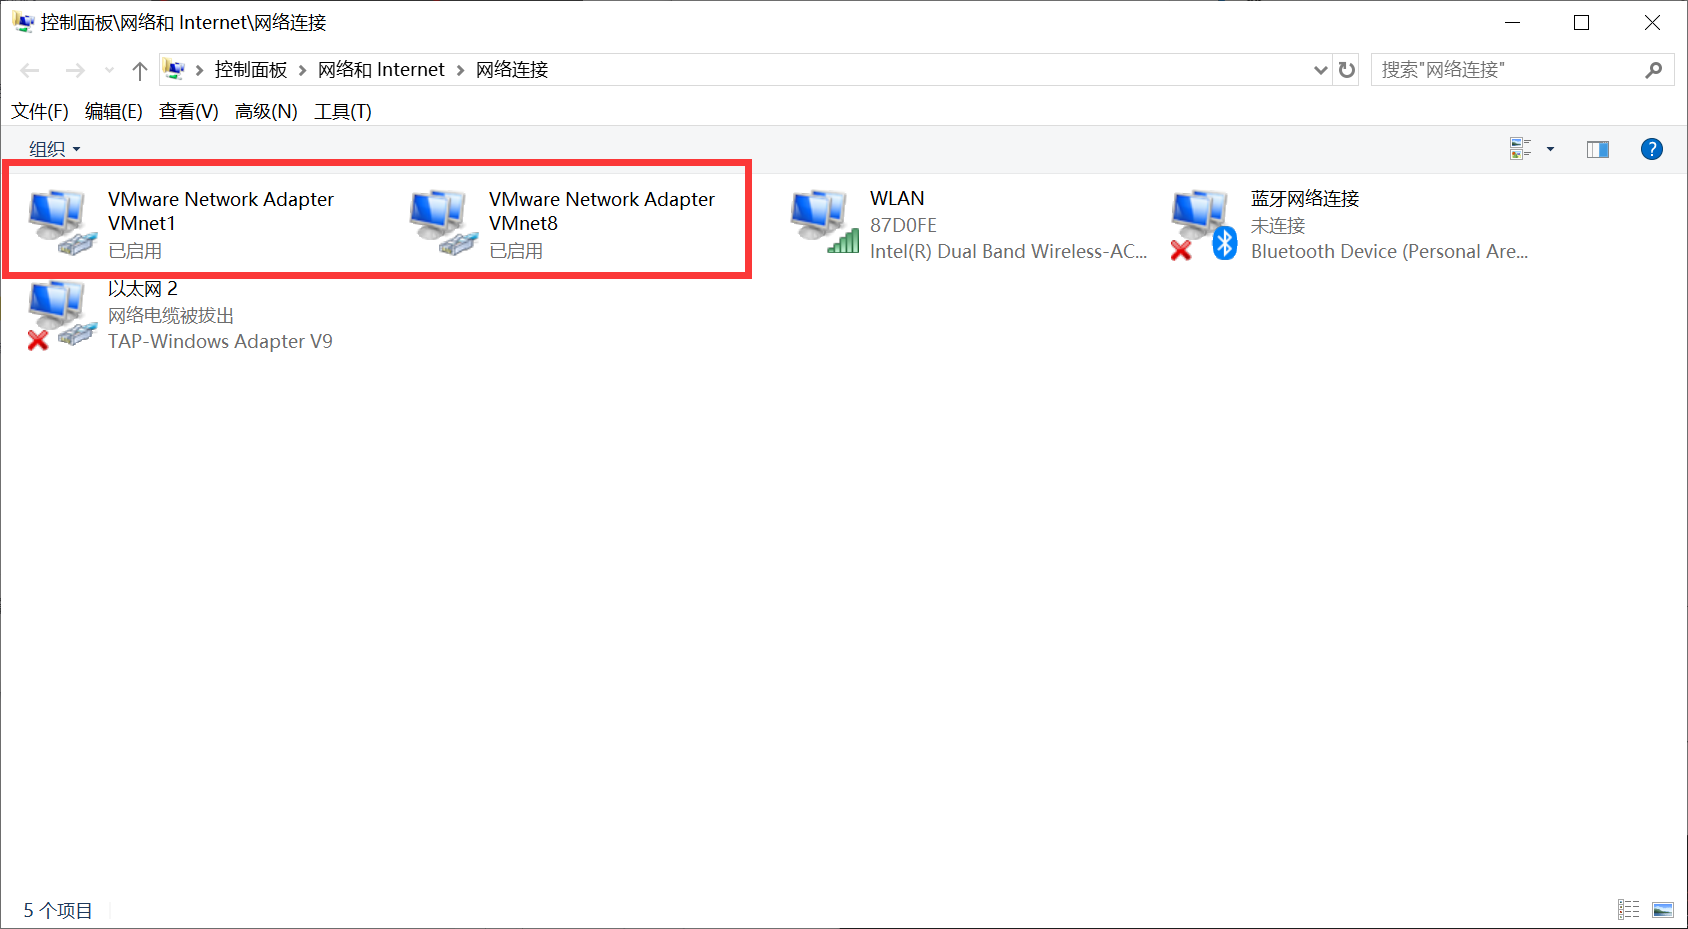 控制面板\网络和 Internet\网络连接
控制面板 > 网络和 Internet > 网络连接
搜索"网络连接"
文件(F) 编辑(E) 查看(V) 高级(N) 工具(T)
组织
?
VMware Network Adapter
VMnet1
已启用
VMware Network Adapter
VMnet8
已启用
WLAN
87D0FE
Intel(R) Dual Band Wireless-AC...
蓝牙网络连接
未连接
Bluetooth Device (Personal Are...
以太网 2
网络电缆被拔出
TAP-Windows Adapter V9
5 个项目